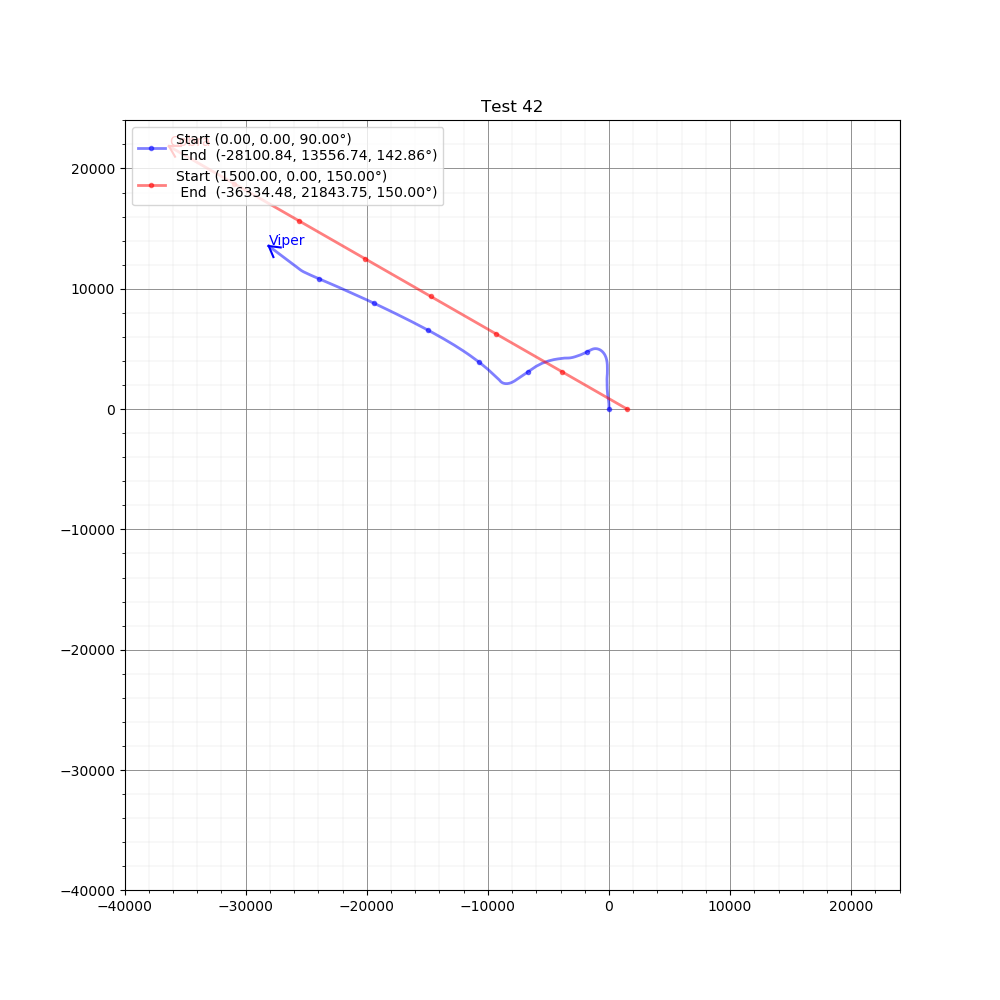 Test 42
Start (0.00, 0.00, 90.00°)
End (-28100.84, 13556.74, 142.86°)
Start (1500.00, 0.00, 150.00°)
End (-36334.48, 21843.75, 150.00°)
Viper
20000
10000
0
−10000
−20000
−30000
−40000
−40000 −30000 −20000 −10000 0 10000 20000